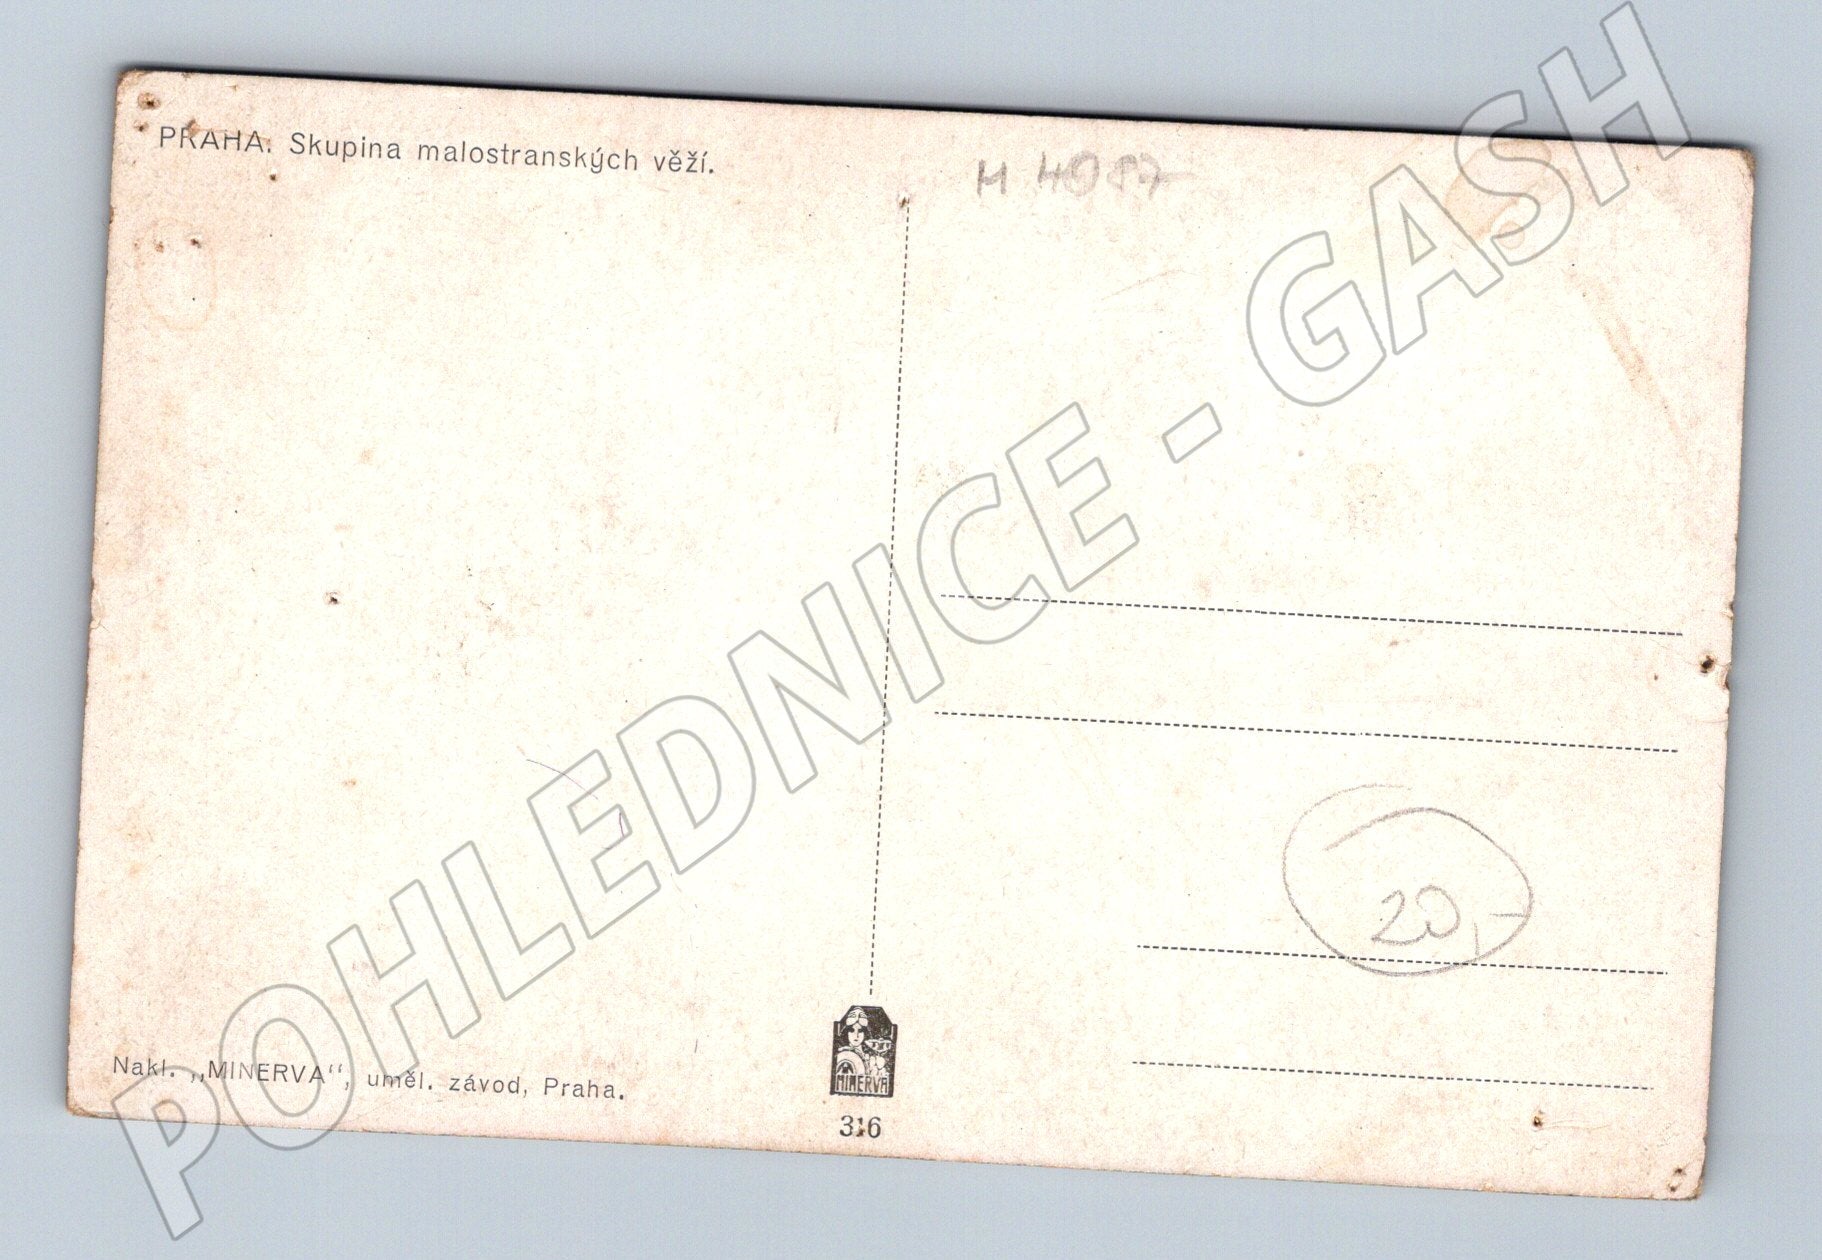 PRAHA. Skupina malostranských věží.
M 4087
20,-
MINERVA
Nakl. „MINERVA“, uměl. závod, Praha.
316
POHLEDNICE - GASH